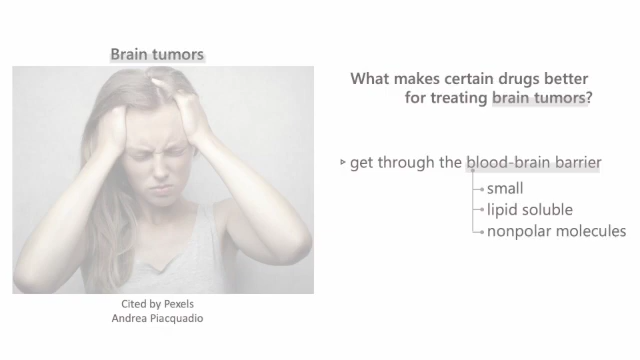 Brain tumors
Cited by Pexels
Andrea Piacquadio
What makes certain drugs better
for treating brain tumors?
get through the blood-brain barrier
small
lipid soluble
nonpolar molecules